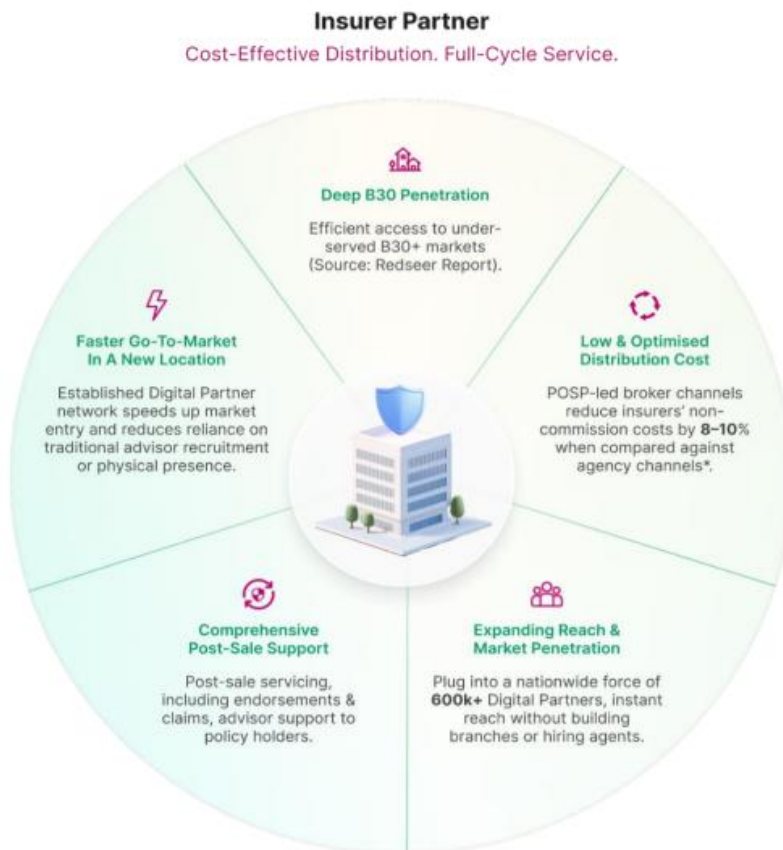 Insurer Partner
Cost-Effective Distribution. Full-Cycle Service.
Deep B30 Penetration
Efficient access to under-
served B30+ markets
(Source: Redseer Report).
Low & Optimised
Distribution Cost
POSP-led broker channels
reduce insurers' non-
commission costs by 8–10%
when compared against
agency channels*.
Expanding Reach &
Market Penetration
Plug into a nationwide force of
600k+ Digital Partners, instant
reach without building
branches or hiring agents.
Comprehensive
Post-Sale Support
Post-sale servicing,
including endorsements &
claims, advisor support to
policy holders.
Faster Go-To-Market
In A New Location
Established Digital Partner
network speeds up market
entry and reduces reliance on
traditional advisor recruitment
or physical presence.